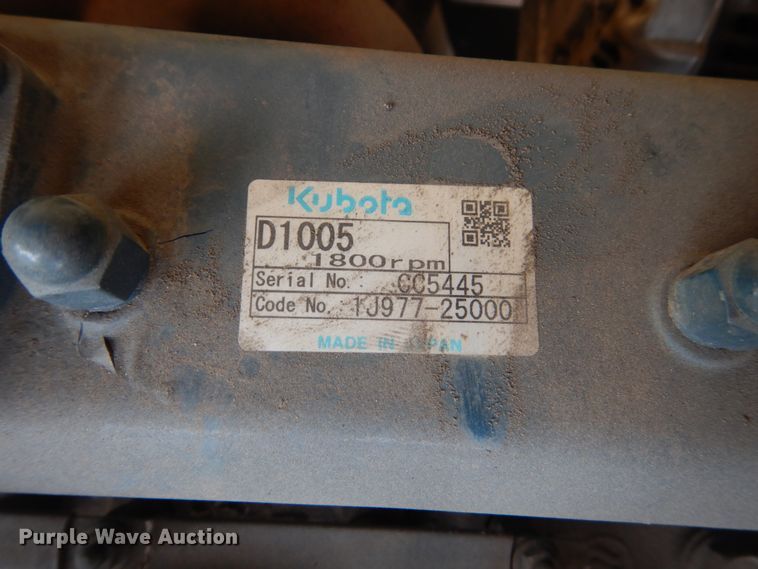 Kubota
D1005
1800rpm
Serial No. CC5445
Code No. 1J977-25000
MADE IN JAPAN
Purple Wave Auction